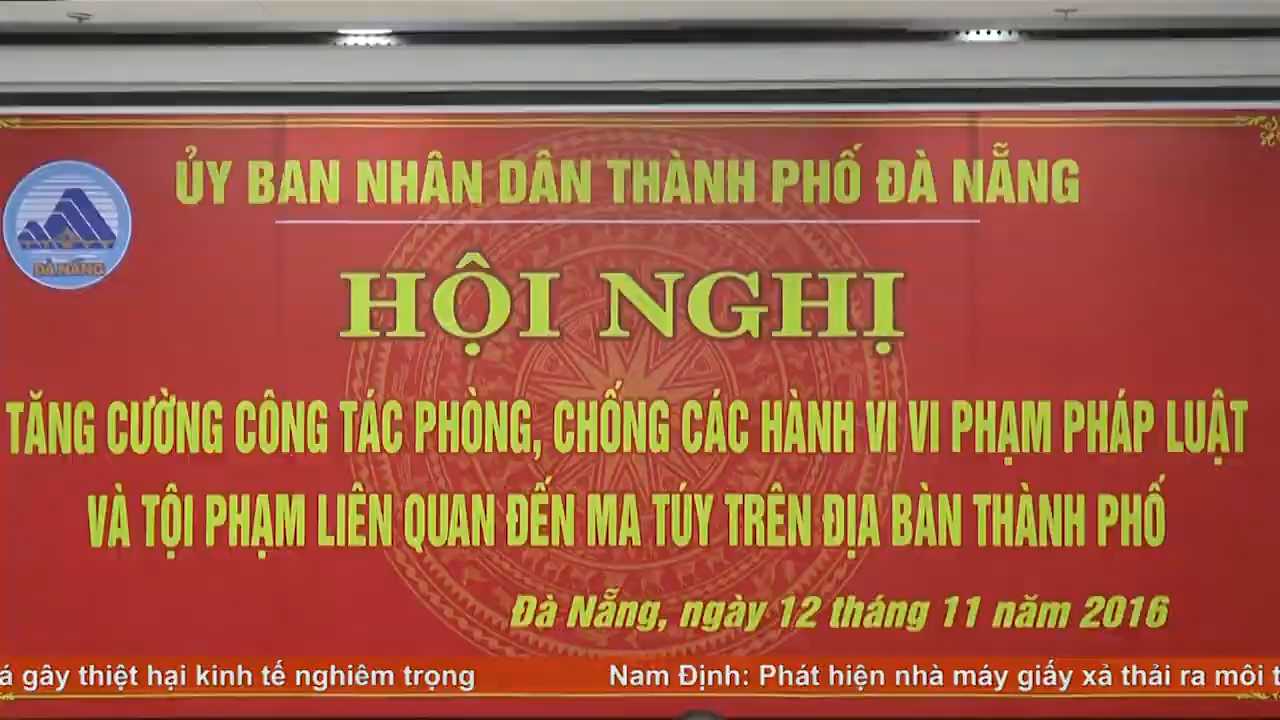 ỦY BAN NHÂN DÂN THÀNH PHỐ ĐÀ NẴNG
ĐÀ NẴNG
HỘI NGHỊ
TĂNG CƯỜNG CÔNG TÁC PHÒNG, CHỐNG CÁC HÀNH VI VI PHẠM PHÁP LUẬT
VÀ TỘI PHẠM LIÊN QUAN ĐẾN MA TÚY TRÊN ĐỊA BÀN THÀNH PHỐ
Đà Nẵng, ngày 12 tháng 11 năm 2016
gây thiệt hại kinh tế nghiêm trọng Nam Định: Phát hiện nhà máy giấy xả thải ra môi